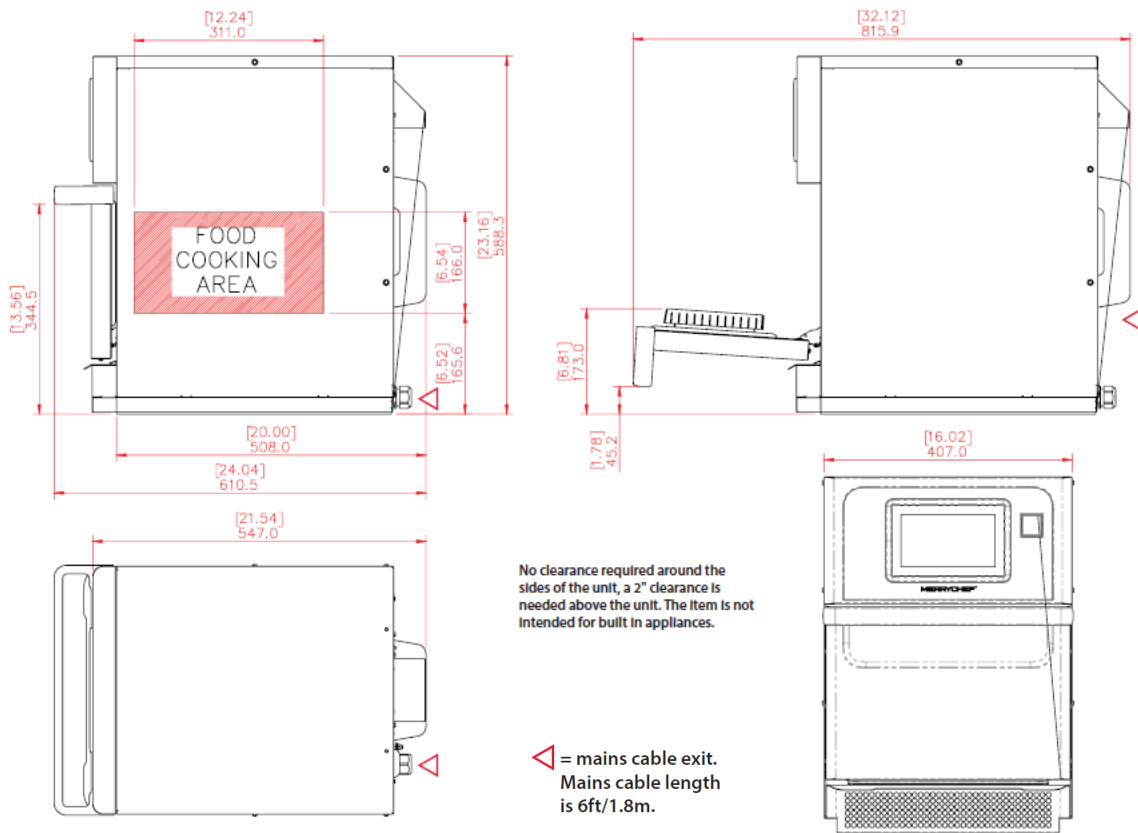 [12.24]
311.0
[32.12]
815.9
FOOD
COOKING
AREA
[23.16]
588.3
[6.54]
166.0
[13.56]
344.5
[6.52]
165.6
[6.81]
173.0
[1.78]
45.2
[20.00]
508.0
[24.04]
610.5
[16.02]
407.0
[21.54]
547.0
No clearance required around the
sides of the unit, a 2" clearance is
needed above the unit. The item is not
intended for built in appliances.
MERRYCHEF
= mains cable exit.
Mains cable length
is 6ft/1.8m.